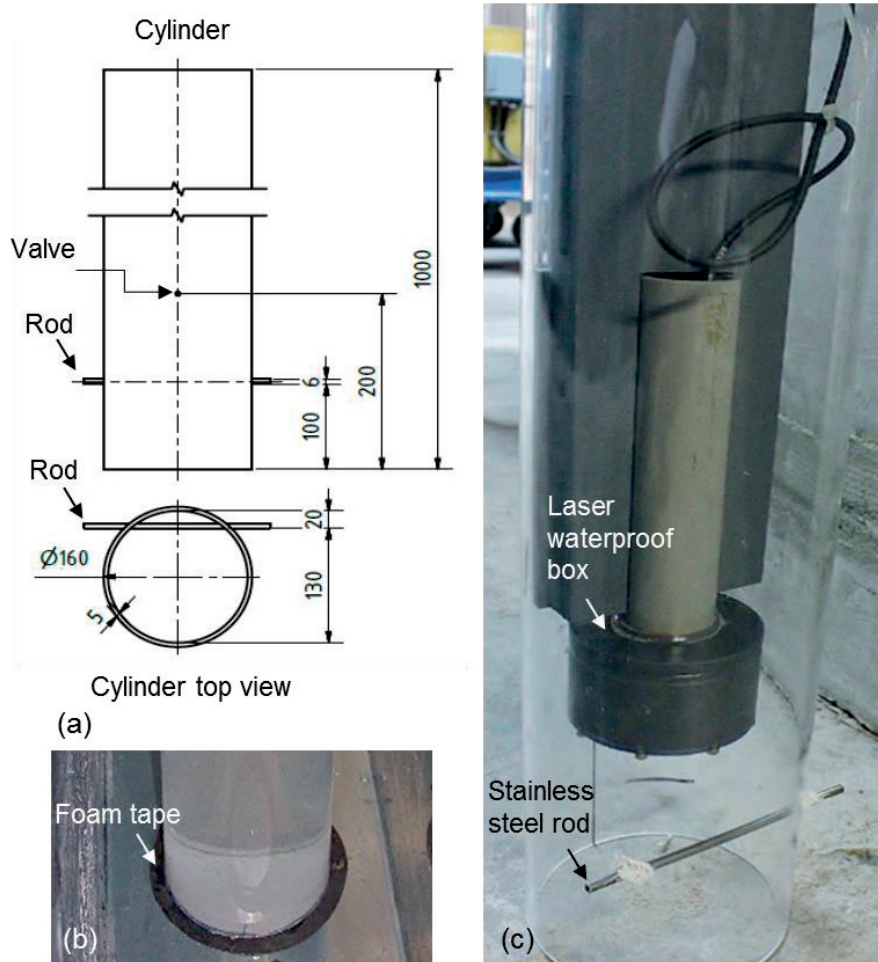 Cylinder
Valve
Rod
1000
200
6
100
Rod
Ø160
5
20
130
Cylinder top view
(a)
Foam tape
(b)
Laser
waterproof
box
Stainless
steel rod
(c)